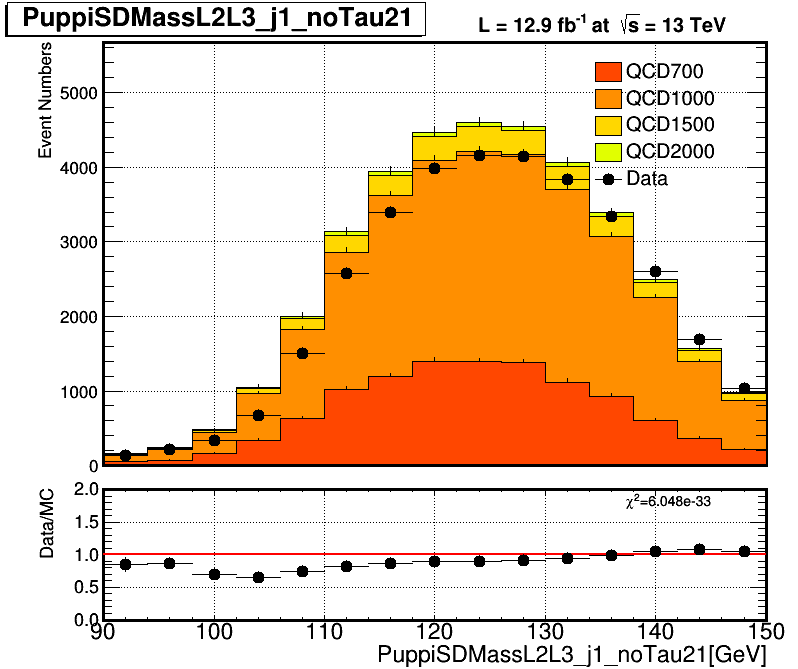 PuppiSDMassL2L3_j1_noTau21
L = 12.9 fb⁻¹ at √s = 13 TeV
Event Numbers
5000
4000
3000
2000
1000
0
QCD700
QCD1000
QCD1500
QCD2000
Data
Data/MC
2.0
1.5
1.0
0.5
0.0
χ²=6.048e-33
90 100 110 120 130 140 150
PuppiSDMassL2L3_j1_noTau21[GeV]